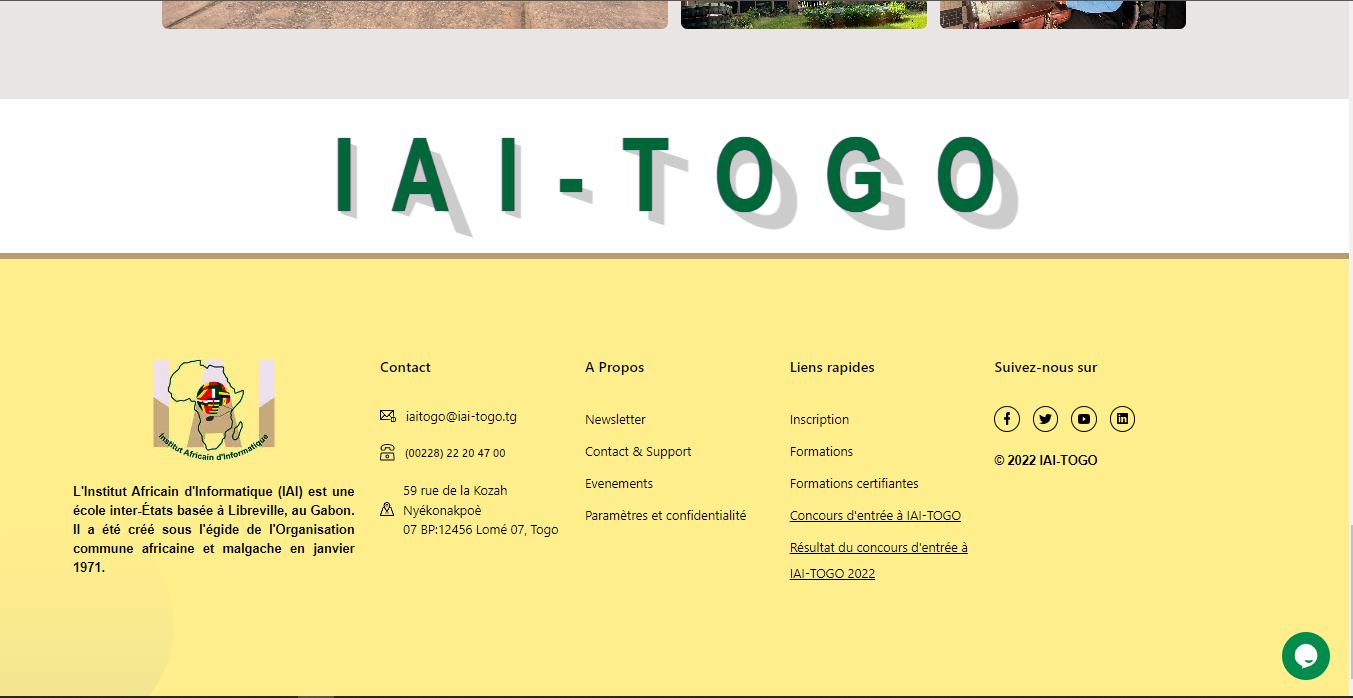 IAI-TOGO
Institut Africain d'Informatique
L'Institut Africain d'Informatique (IAI) est une
école inter-États basée à Libreville, au Gabon.
Il a été créé sous l'égide de l'Organisation
commune africaine et malgache en janvier
1971.
Contact
iaitogo@iai-togo.tg
(00228) 22 20 47 00
59 rue de la Kozah
Nyékonakpoè
07 BP:12456 Lomé 07, Togo
A Propos
Newsletter
Contact & Support
Evenements
Paramètres et confidentialité
Liens rapides
Inscription
Formations
Formations certifiantes
Concours d'entrée à IAI-TOGO
Résultat du concours d'entrée à
IAI-TOGO 2022
Suivez-nous sur
© 2022 IAI-TOGO